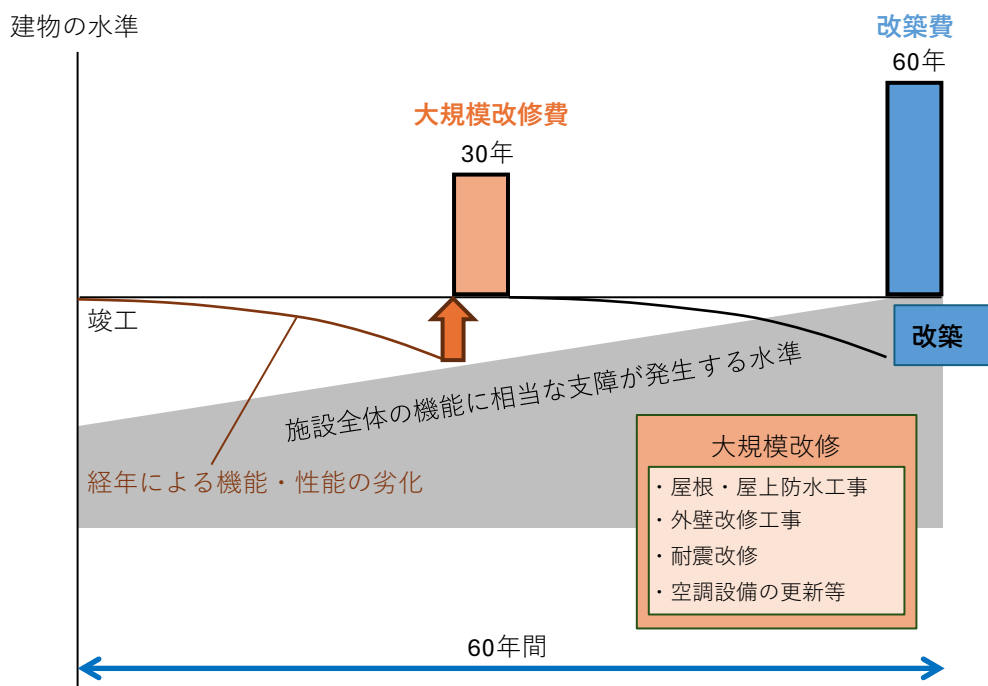 建物の水準
改築費
60年
大規模改修費
30年
竣工
改築
施設全体の機能に相当な支障が発生する水準
経年による機能・性能の劣化
大規模改修
・屋根・屋上防水工事
・外壁改修工事
・耐震改修
・空調設備の更新等
60年間